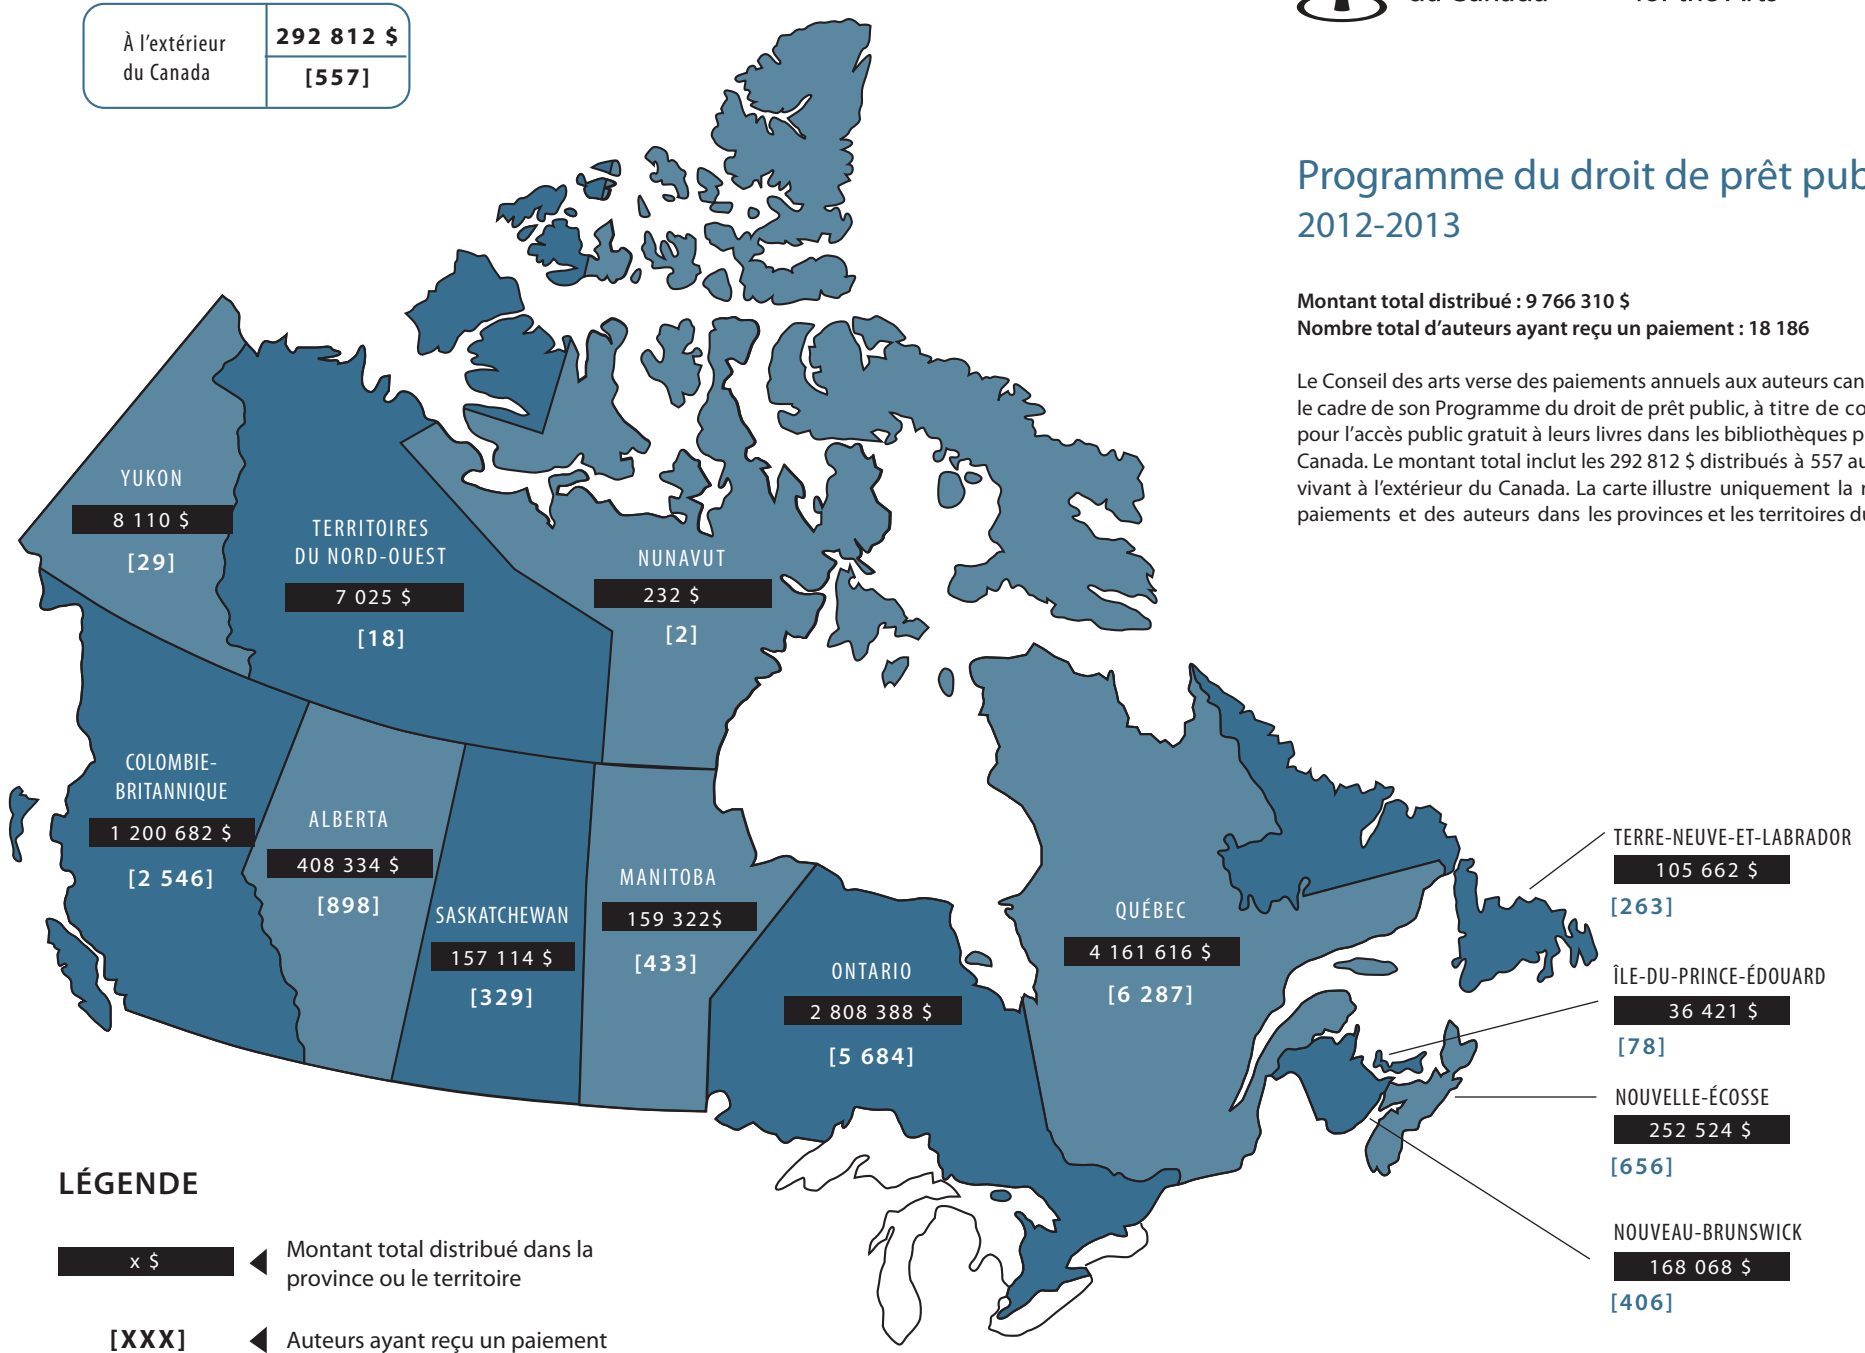 À l'extérieur
du Canada
292 812 $
[557]
Programme du droit de prêt
2012-2013
Montant total distribué : 9 766 310 $
Nombre total d'auteurs ayant reçu un paiement : 18 186
Le Conseil des arts verse des paiements annuels aux auteurs
le cadre de son Programme du droit de prêt public, à titre de
pour l'accès public gratuit à leurs livres dans les bibliothèques
Canada. Le montant total inclut les 292 812 $ distribués à 557
vivant à l'extérieur du Canada. La carte illustre uniquement la
paiements et des auteurs dans les provinces et les territoires
YUKON
8 110 $
[29]
TERRITOIRES
DU NORD-OUEST
7 025 $
[18]
NUNAVUT
232 $
[2]
COLOMBIE-
BRITANNIQUE
1 200 682 $
[2 546]
ALBERTA
408 334 $
[898]
SASKATCHEWAN
157 114 $
[329]
MANITOBA
159 322$
[433]
ONTARIO
2 808 388 $
[5 684]
QUÉBEC
4 161 616 $
[6 287]
TERRE-NEUVE-ET-LABRADOR
105 662 $
[263]
ÎLE-DU-PRINCE-ÉDOUARD
36 421 $
[78]
NOUVELLE-ÉCOSSE
252 524 $
[656]
NOUVEAU-BRUNSWICK
168 068 $
[406]
LÉGENDE
x $
Montant total distribué dans la
province ou le territoire
[XXX]
Auteurs ayant reçu un paiement